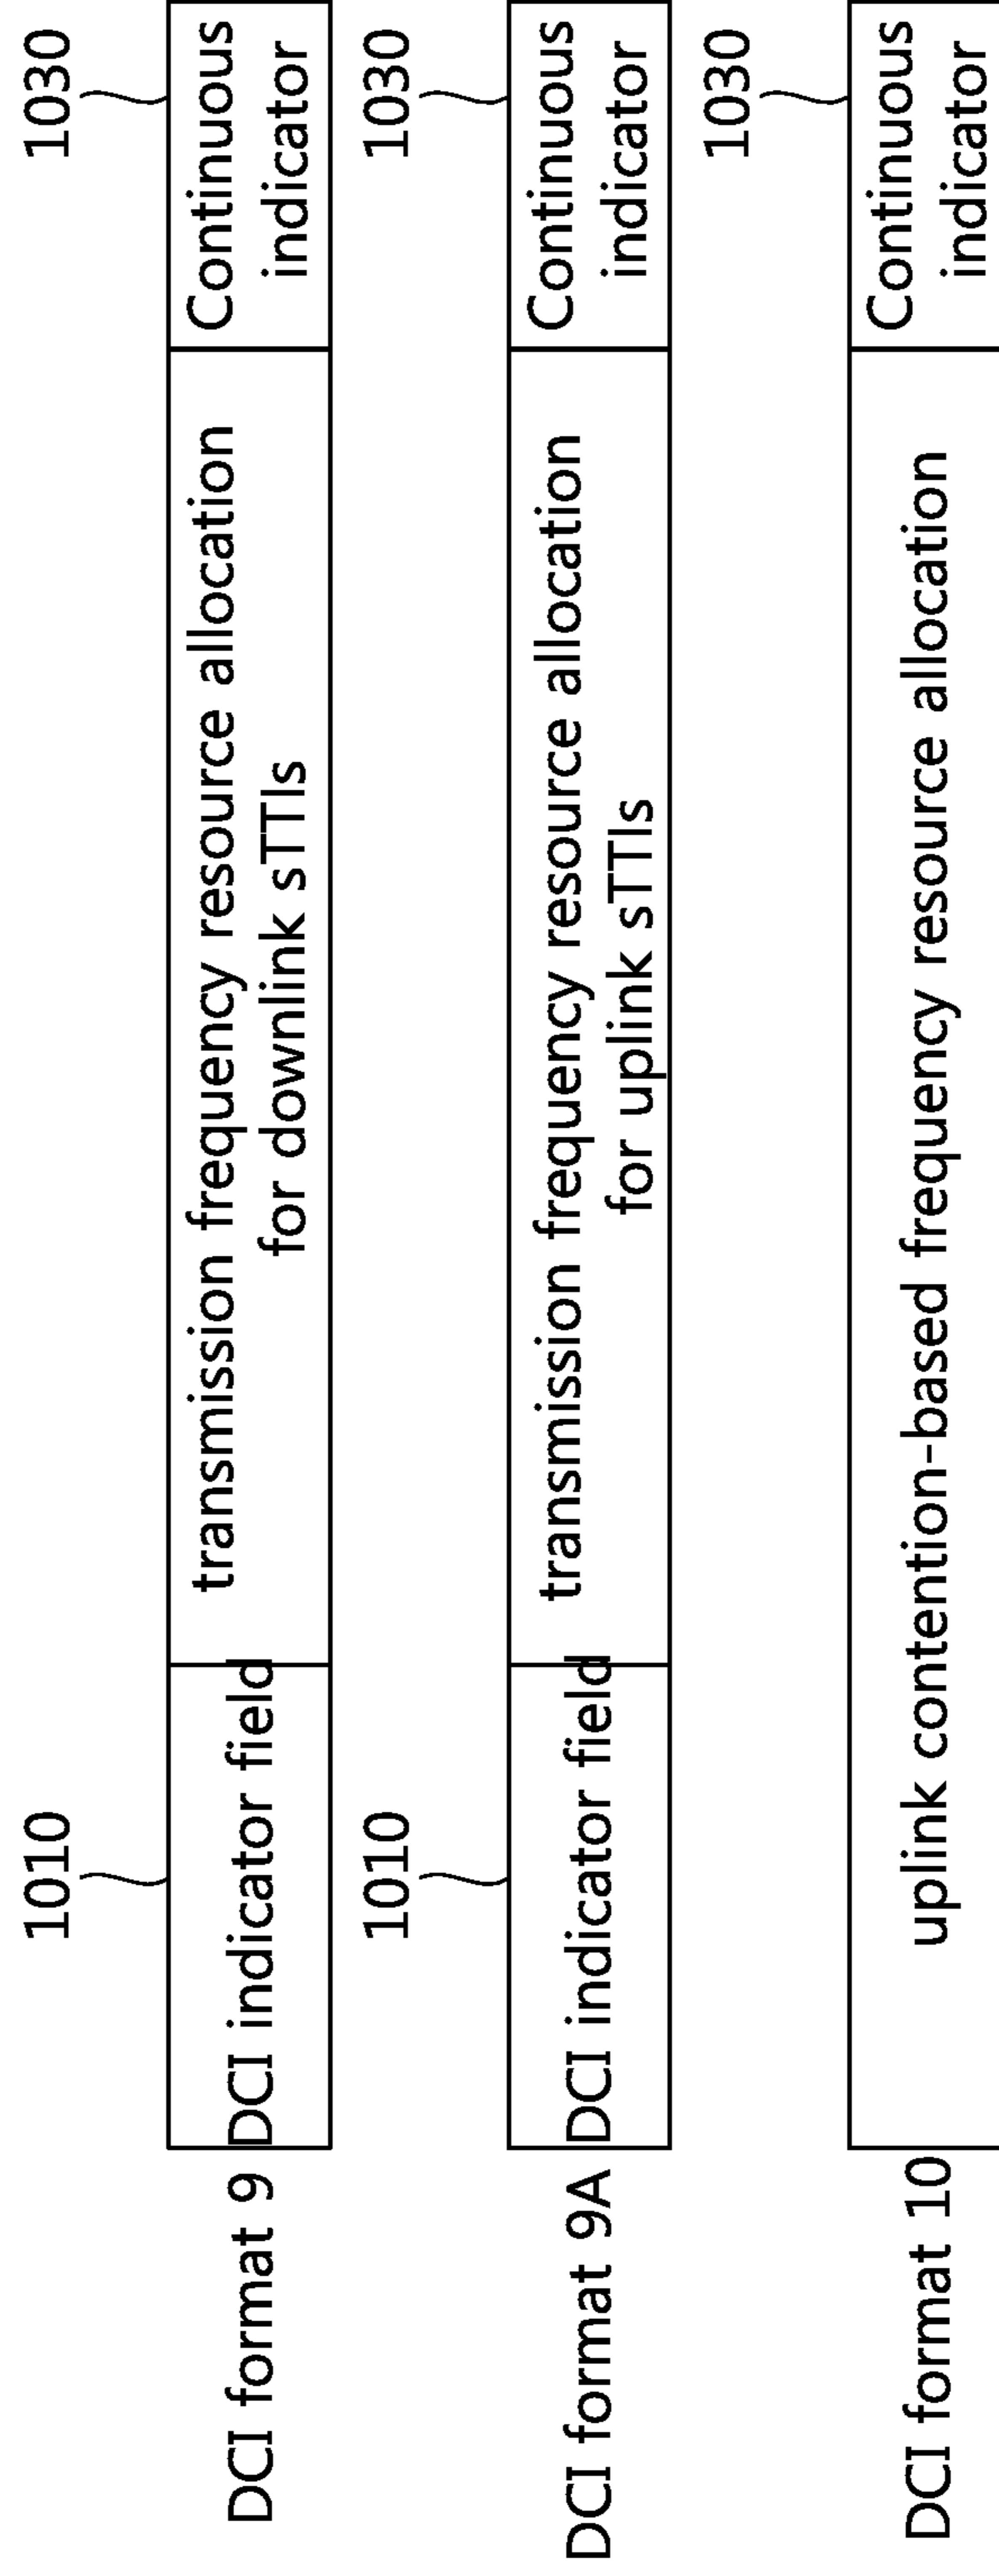 1010
1030
DCI format 9
DCI indicator field
transmission frequency resource allocation
for downlink sTTIs
Continuous
indicator
1010
1030
DCI format 9A
DCI indicator field
transmission frequency resource allocation
for uplink sTTIs
Continuous
indicator
1030
DCI format 10
uplink contention-based frequency resource allocation
Continuous
indicator